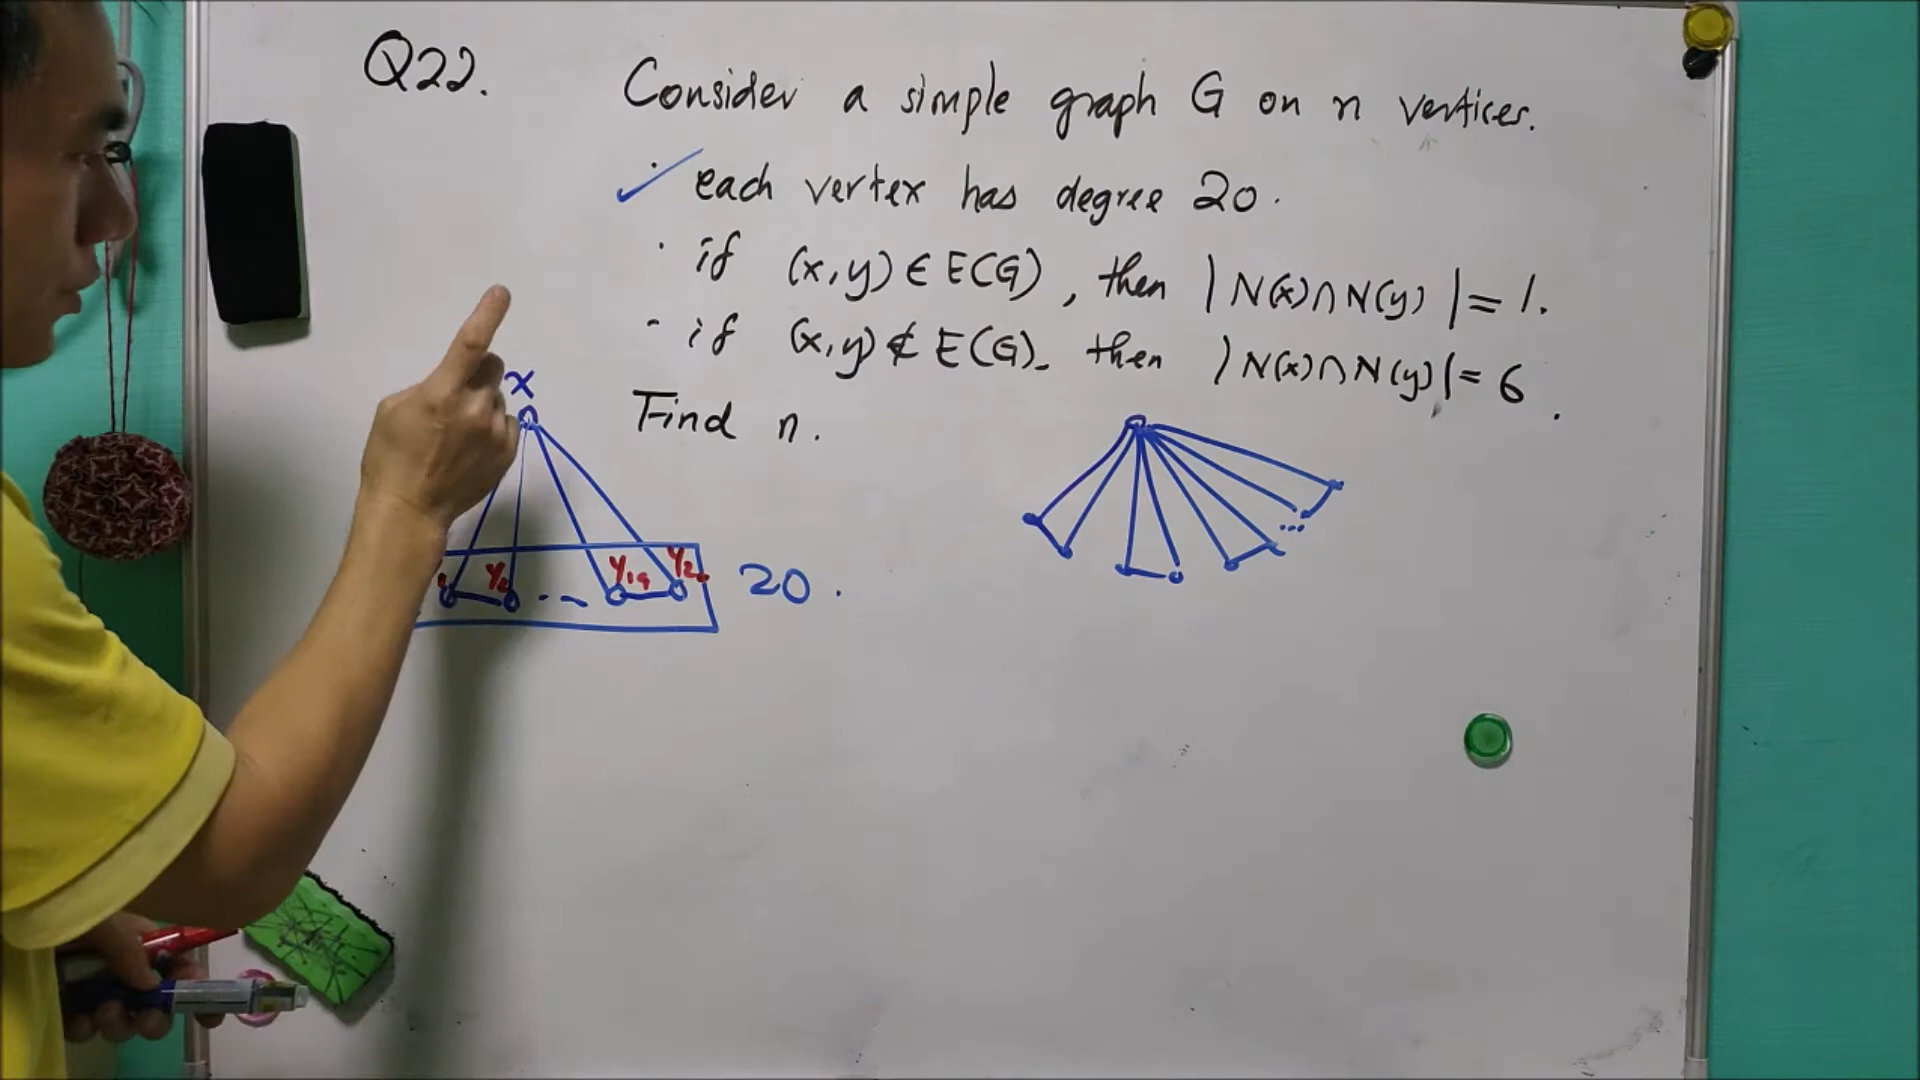 Q22. Consider a simple graph G on n vertices.
· each vertex has degree 20.
· if (x,y) ∈ E(G), then |N(x)∩N(y)|=1.
· if (x,y) ∉ E(G), then |N(x)∩N(y)|=6.
Find n.
x
y₂ ... y₁₉ y₂₀ 20.
...